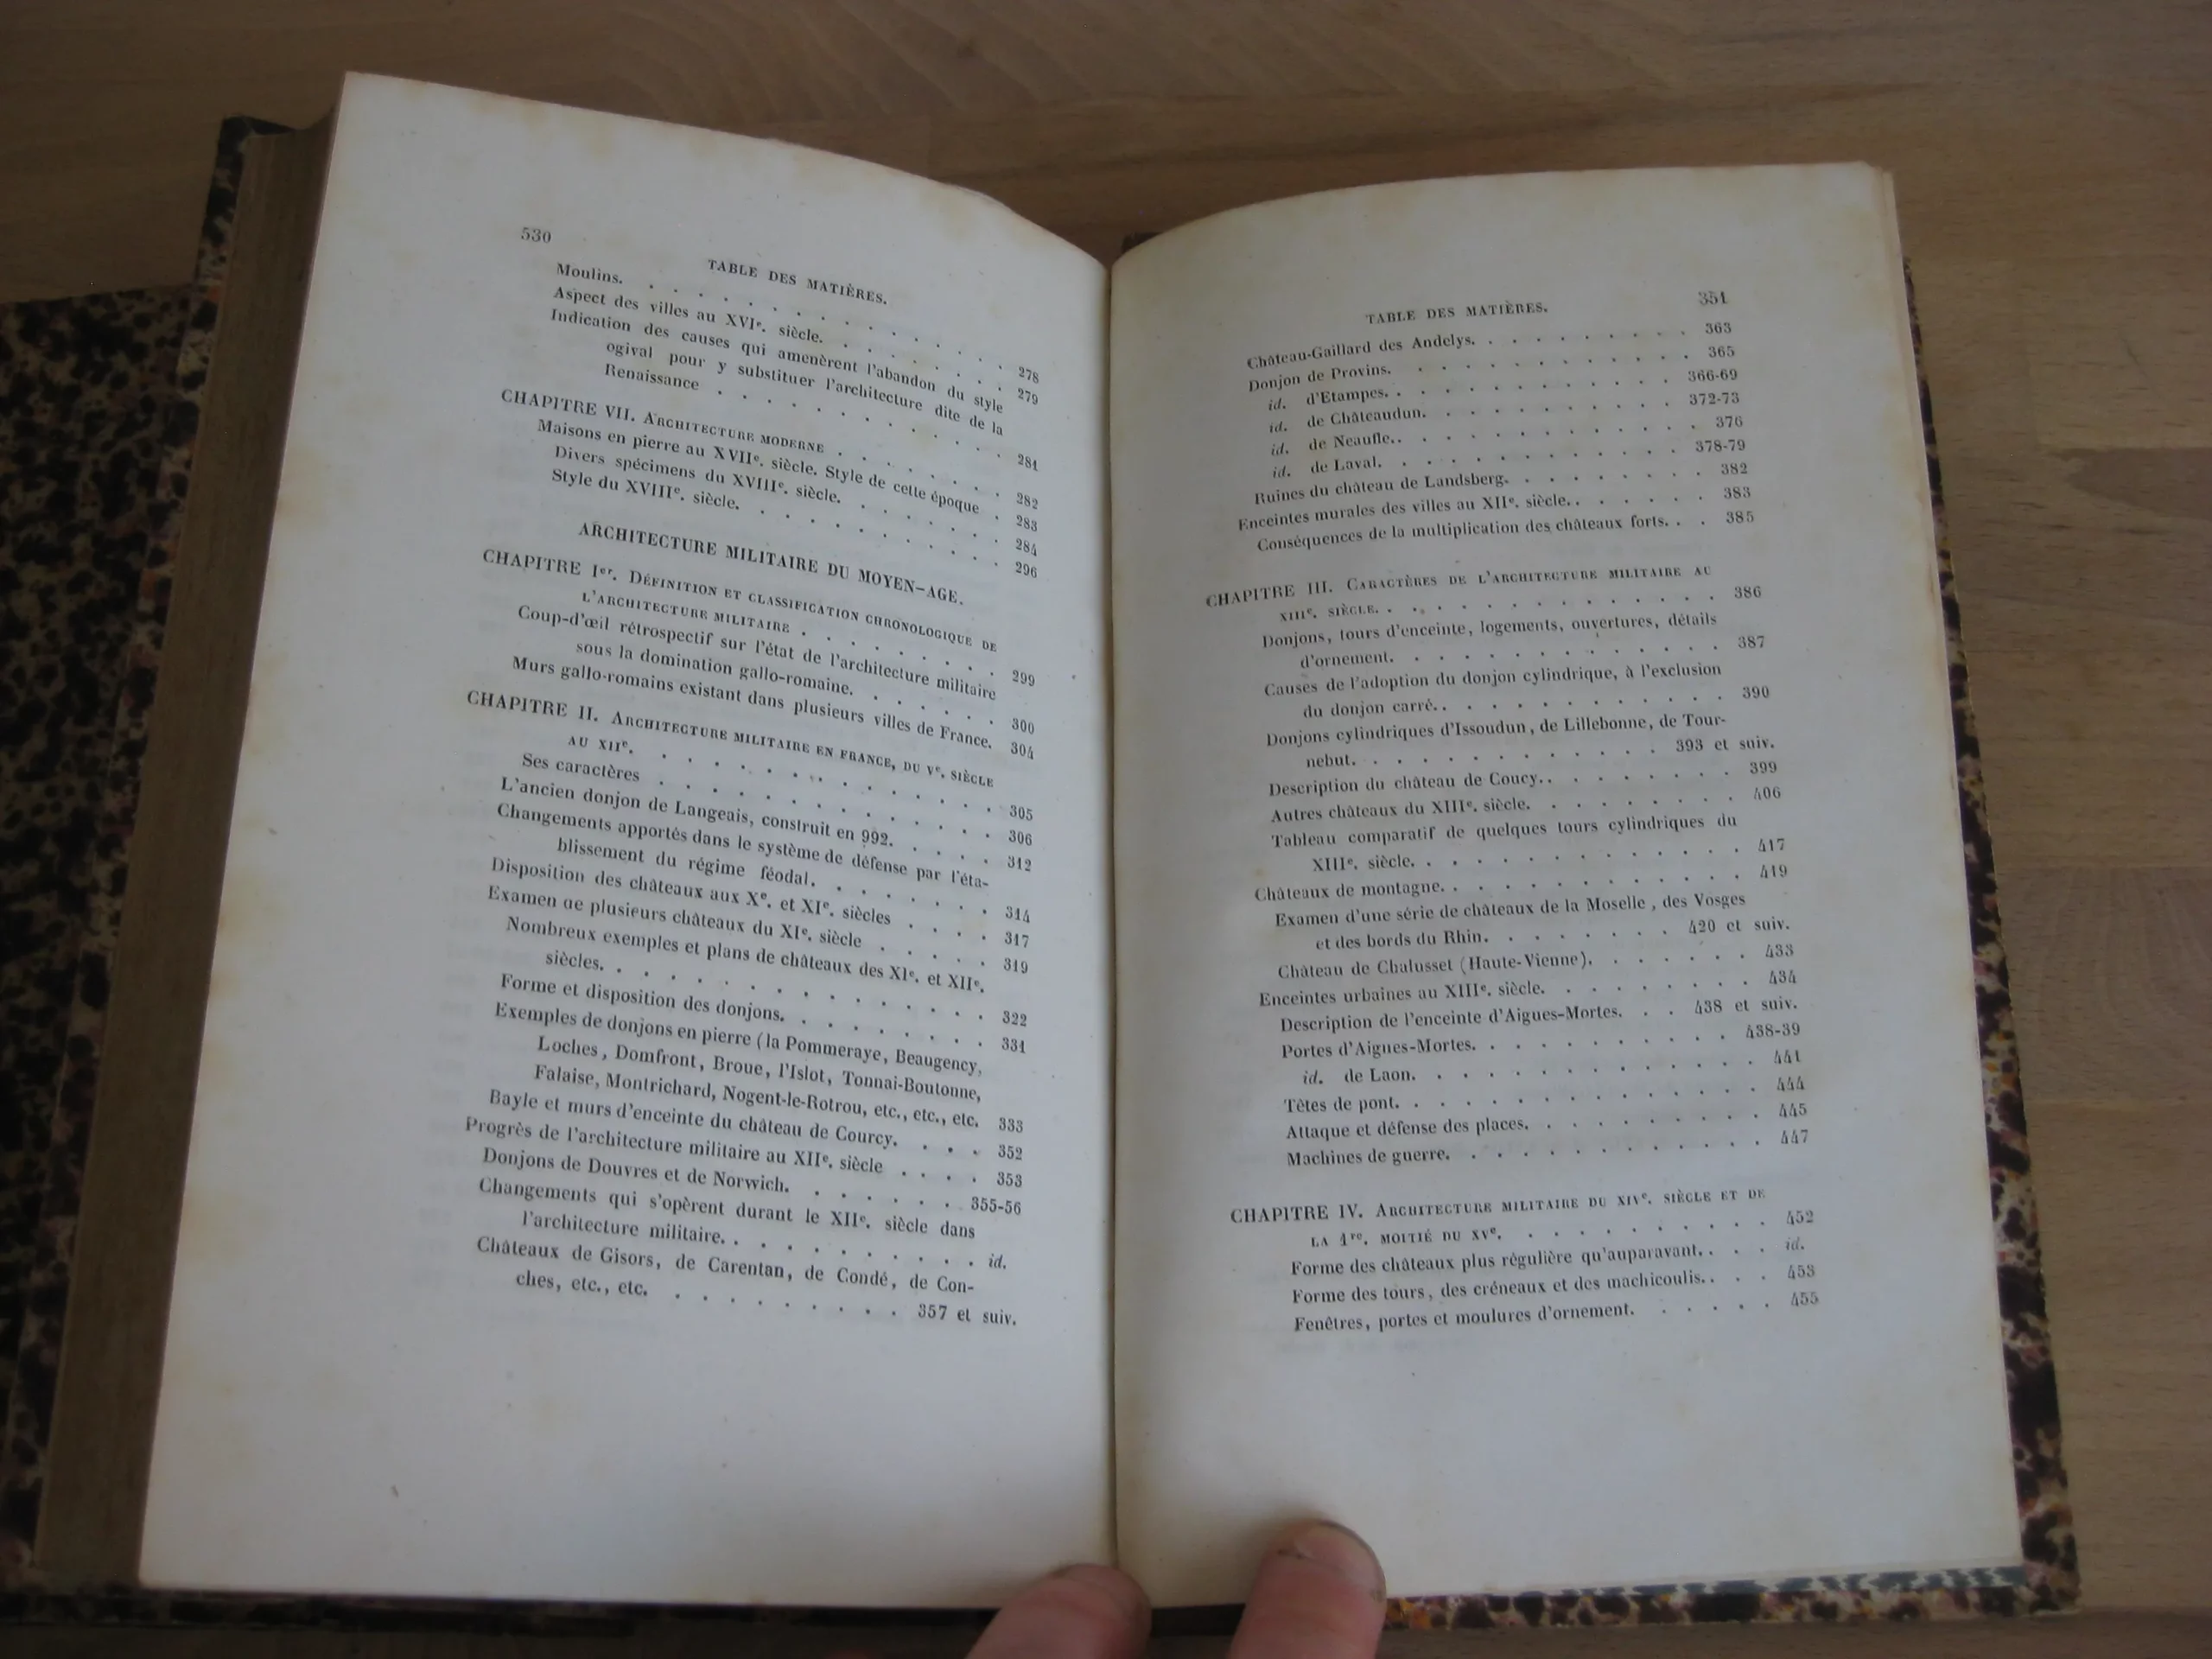 530
TABLE DES MATIÈRES.
Moulins. . . . . . . . . . . . . . . 278
Aspect des villes au XVIe. siècle. . . . . . . . 279
Indication des causes qui amenèrent l'abandon du style
ogival pour y substituer l'architecture dite de la
Renaissance . . . . . . . . . . . . 281
CHAPITRE VII. ARCHITECTURE MODERNE . . . . . . . 282
Maisons en pierre au XVIIe. siècle. Style de cette époque . 283
Divers spécimens du XVIIIe. siècle. . . . . . . 284
Style du XVIIIe. siècle. . . . . . . . . . . 296
ARCHITECTURE MILITAIRE DU MOYEN-AGE.
CHAPITRE Ier. DÉFINITION ET CLASSIFICATION CHRONOLOGIQUE DE
L'ARCHITECTURE MILITAIRE . . . . . . . . 299
Coup-d'œil rétrospectif sur l'état de l'architecture militaire
sous la domination gallo-romaine. . . . . . . 300
Murs gallo-romains existant dans plusieurs villes de France. 304
CHAPITRE II. ARCHITECTURE MILITAIRE EN FRANCE, DU Ve. SIÈCLE
AU XIIe. . . . . . . . . . . . . . 305
Ses caractères . . . . . . . . . . . . 306
L'ancien donjon de Langeais, construit en 992. . . . . 312
Changements apportés dans le système de défense par l'éta-
blissement du régime féodal. . . . . . . . 314
Disposition des châteaux aux Xe. et XIe. siècles . . . . 317
Examen de plusieurs châteaux du XIe. siècle . . . . . 319
Nombreux exemples et plans de châteaux des XIe. et XIIe.
siècles. . . . . . . . . . . . . . 322
Forme et disposition des donjons. . . . . . . . 331
Exemples de donjons en pierre (la Pommeraye, Beaugency,
Loches, Domfront, Broue, l'Islot, Tonnai-Boutonne,
Falaise, Montrichard, Nogent-le-Rotrou, etc., etc., etc. 333
Bayle et murs d'enceinte du château de Courcy. . . . 352
Progrès de l'architecture militaire au XIIe. siècle . . . . 353
Donjons de Douvres et de Norwich. . . . . . . 355-56
Changements qui s'opèrent durant le XIIe. siècle dans
l'architecture militaire. . . . . . . . . . id.
Châteaux de Gisors, de Carentan, de Condé, de Con-
ches, etc., etc. . . . . . . . . . 357 et suiv.
TABLE DES MATIÈRES. 351
Château-Gaillard des Andelys. . . . . . . . . 363
Donjon de Provins. . . . . . . . . . . . 365
id. d'Etampes. . . . . . . . . . . . 366-69
id. de Châteaudun. . . . . . . . . . . 372-73
id. de Neaufle. . . . . . . . . . . . 376
id. de Laval. . . . . . . . . . . . 378-79
Ruines du château de Landsberg. . . . . . . . 382
Enceintes murales des villes au XIIe. siècle. . . . . . . 383
Conséquences de la multiplication des châteaux forts. . . 385
CHAPITRE III. CARACTÈRES DE L'ARCHITECTURE MILITAIRE AU
XIIIe. SIÈCLE. . . . . . . . . . . . . . 386
Donjons, tours d'enceinte, logements, ouvertures, détails
d'ornement. . . . . . . . . . . . . 387
Causes de l'adoption du donjon cylindrique, à l'exclusion
du donjon carré. . . . . . . . . . . . 390
Donjons cylindriques d'Issoudun, de Lillebonne, de Tour-
nebut. . . . . . . . . . . . 393 et suiv.
Description du château de Coucy. . . . . . . . 399
Autres châteaux du XIIIe. siècle. . . . . . . . 406
Tableau comparatif de quelques tours cylindriques du
XIIIe. siècle. . . . . . . . . . . . . 417
Châteaux de montagne. . . . . . . . . . . 419
Examen d'une série de châteaux de la Moselle, des Vosges
et des bords du Rhin. . . . . . . . 420 et suiv.
Château de Chalusset (Haute-Vienne). . . . . . . 433
Enceintes urbaines au XIIIe. siècle. . . . . . . . 434
Description de l'enceinte d'Aigues-Mortes. . . 438 et suiv.
Portes d'Aigues-Mortes. . . . . . . . . . 438-39
id. de Laon. . . . . . . . . . . . . 441
Têtes de pont. . . . . . . . . . . . . 444
Attaque et défense des places. . . . . . . . . 445
Machines de guerre. . . . . . . . . . . . 447
CHAPITRE IV. ARCHITECTURE MILITAIRE DU XIVe. SIÈCLE ET DE
LA 1re. MOITIÉ DU XVe. . . . . . . . . . 452
Forme des châteaux plus régulière qu'auparavant. . . . id.
Forme des tours, des créneaux et des machicoulis. . . . 453
Fenêtres, portes et moulures d'ornement. . . . . . 455